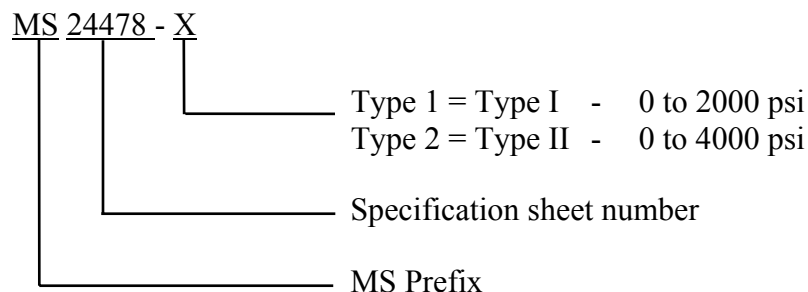 MS 24478 - X
Type 1 = Type I - 0 to 2000 psi
Type 2 = Type II - 0 to 4000 psi
Specification sheet number
MS Prefix